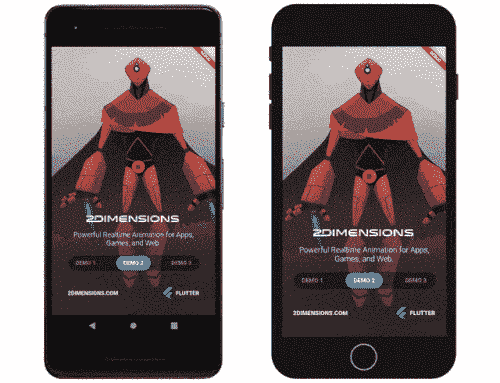 2DIMENSIONS
Powerful Realtime Animation for Apps,
Games, and Web
DEMO 1
DEMO 2
DEMO 3
2DIMENSIONS.COM
FLUTTER
2DIMENSIONS
Powerful Realtime Animation for Apps,
Games, and Web
DEMO 1
DEMO 2
DEMO 3
2DIMENSIONS.COM
FLUTTER